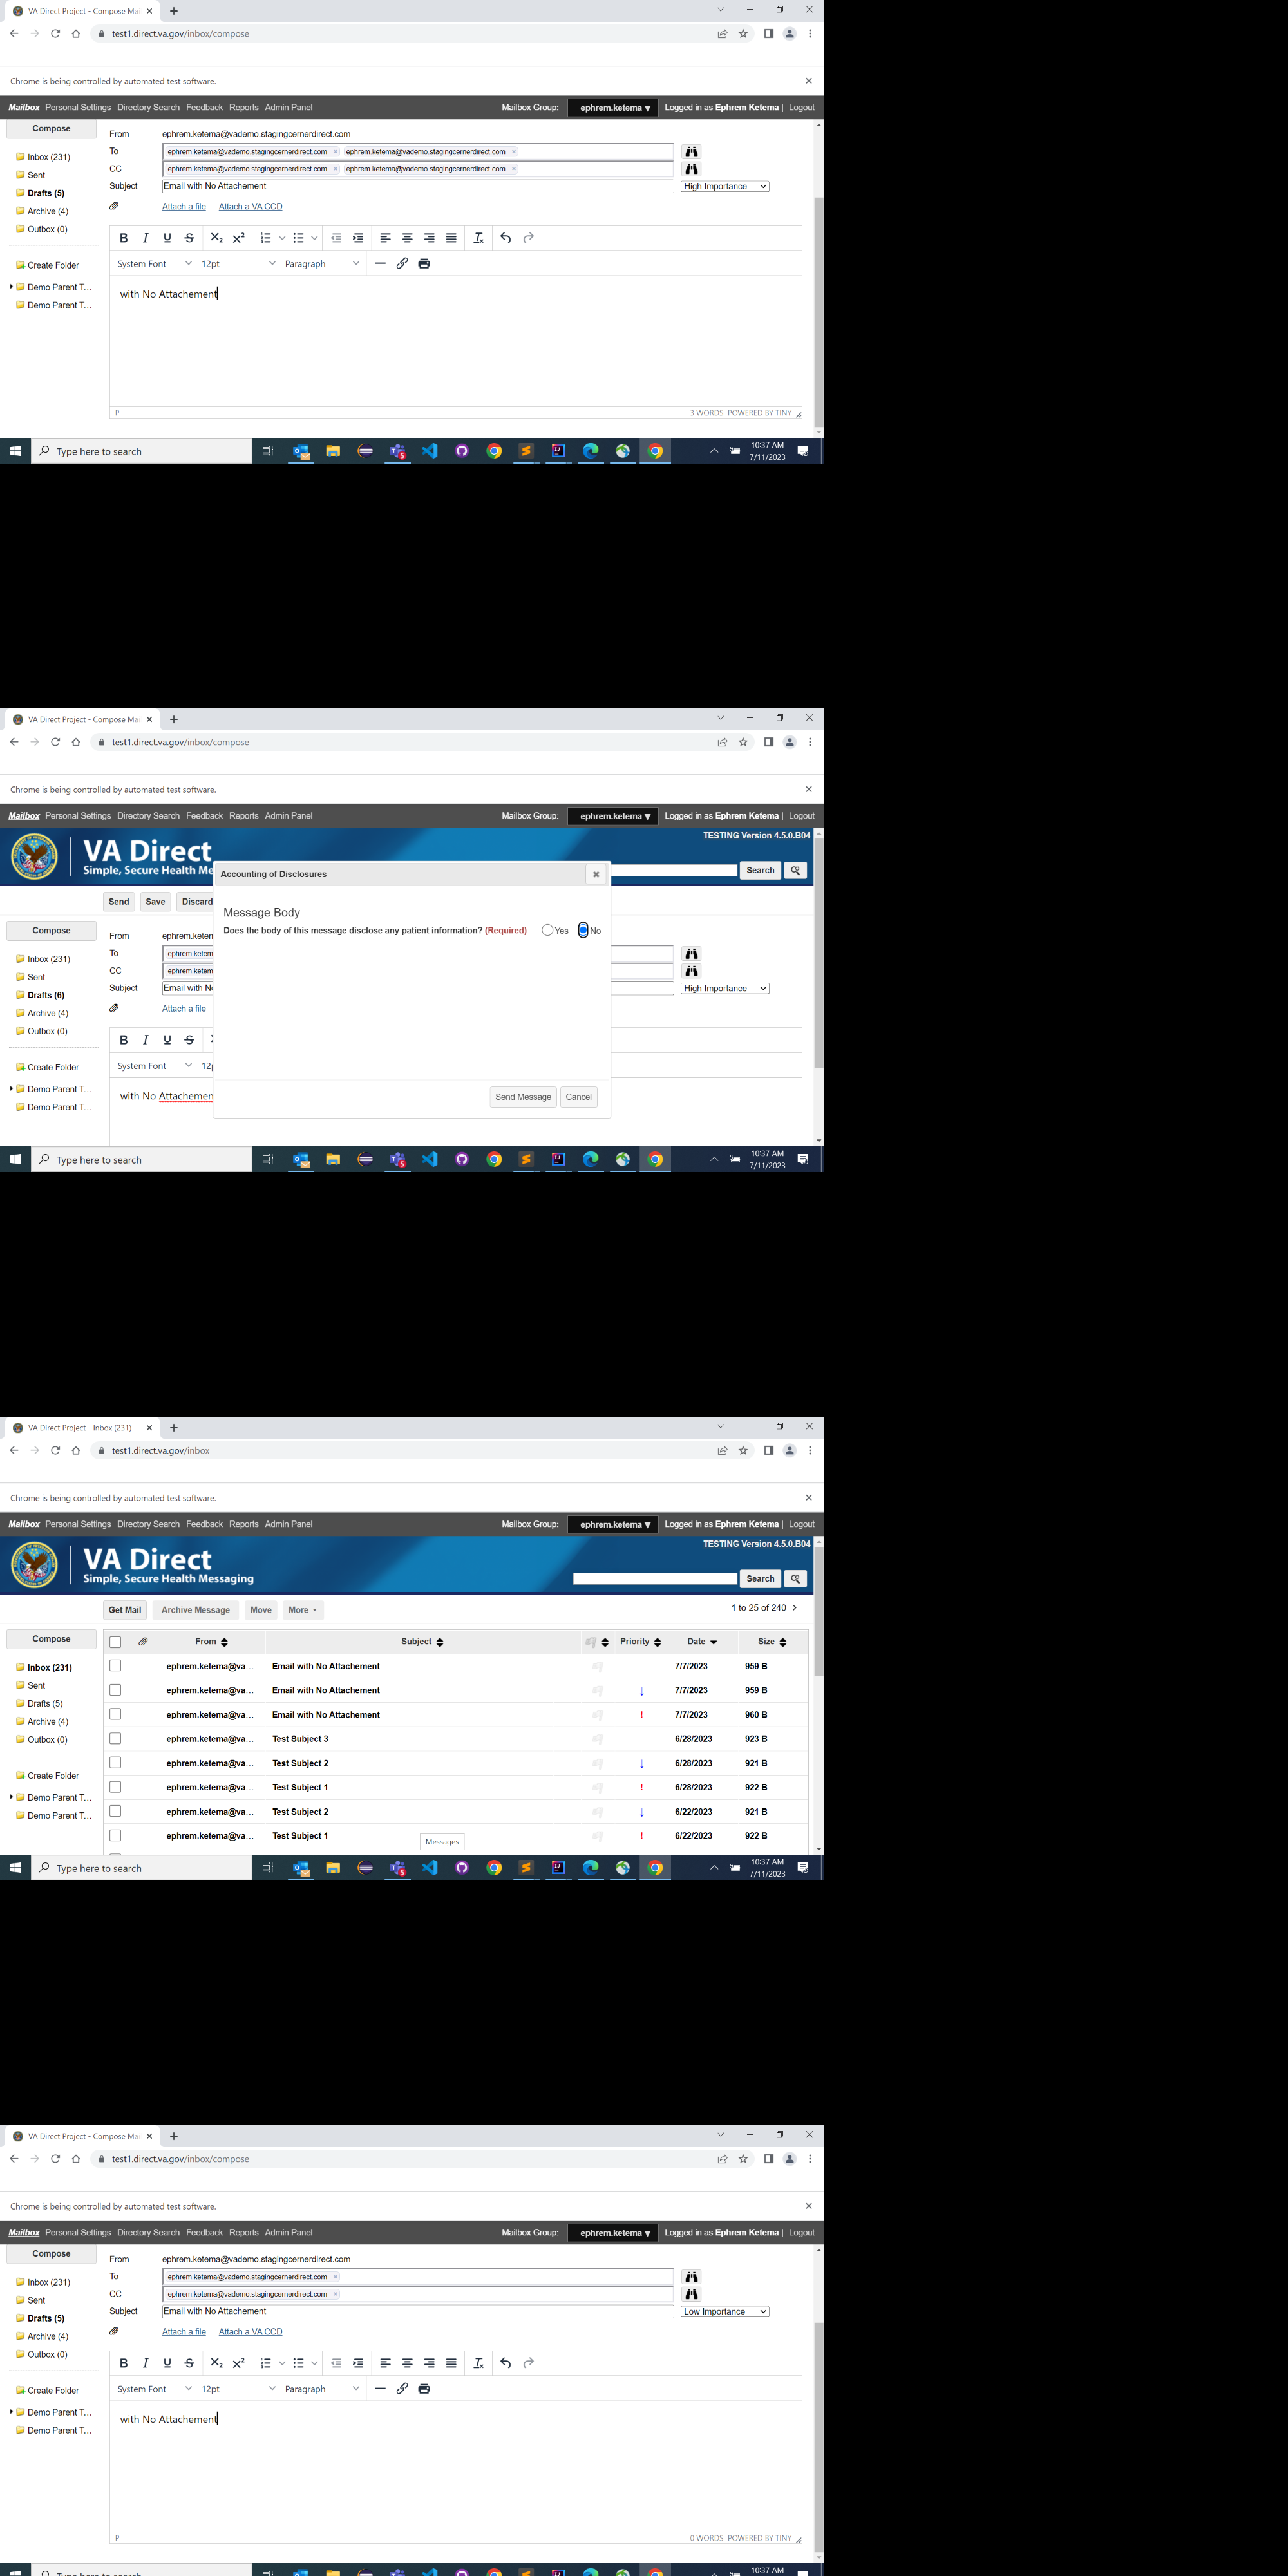 VA Direct Project - Compose Ma
test1.direct.va.gov/inbox/compose
Chrome is being controlled by automated test software.
Mailbox Personal Settings Directory Search Feedback Reports Admin Panel Mailbox Group: ephrem.ketema ▼ Logged in as Ephrem Ketema | Logout
Compose
From ephrem.ketema@vademo.stagingcernerdirect.com
To ephrem.ketema@vademo.stagingcernerdirect.com × ephrem.ketema@vademo.stagingcernerdirect.com ×
CC ephrem.ketema@vademo.stagingcernerdirect.com × ephrem.ketema@vademo.stagingcernerdirect.com ×
Subject Email with No Attachement High Importance
Attach a file Attach a VA CCD
Inbox (231)
Sent
Drafts (5)
Archive (4)
Outbox (0)
Create Folder
Demo Parent T...
Demo Parent T...
System Font 12pt Paragraph
with No Attachement
P 3 WORDS POWERED BY TINY
Type here to search 10:37 AM
7/11/2023
VA Direct Project - Compose Ma
test1.direct.va.gov/inbox/compose
Chrome is being controlled by automated test software.
Mailbox Personal Settings Directory Search Feedback Reports Admin Panel Mailbox Group: ephrem.ketema ▼ Logged in as Ephrem Ketema | Logout
TESTING Version 4.5.0.B04
VA Direct
Simple, Secure Health Me
Search
Accounting of Disclosures
Send Save Discard
Message Body
Does the body of this message disclose any patient information? (Required) Yes No
Compose
From ephrem.keten
To ephrem.ketem
CC ephrem.ketem
Subject Email with No High Importance
Attach a file
Inbox (231)
Sent
Drafts (6)
Archive (4)
Outbox (0)
Create Folder
Demo Parent T...
Demo Parent T...
B I U S
System Font 12p
with No Attachemen
Send Message Cancel
Type here to search 10:37 AM
7/11/2023
VA Direct Project - Inbox (231)
test1.direct.va.gov/inbox
Chrome is being controlled by automated test software.
Mailbox Personal Settings Directory Search Feedback Reports Admin Panel Mailbox Group: ephrem.ketema ▼ Logged in as Ephrem Ketema | Logout
TESTING Version 4.5.0.B04
VA Direct
Simple, Secure Health Messaging
Search
Get Mail Archive Message Move More 1 to 25 of 240
Compose
Inbox (231)
Sent
Drafts (5)
Archive (4)
Outbox (0)
Create Folder
Demo Parent T...
Demo Parent T...
From Subject Priority Date Size
ephrem.ketema@va... Email with No Attachement 7/7/2023 959 B
ephrem.ketema@va... Email with No Attachement ↓ 7/7/2023 959 B
ephrem.ketema@va... Email with No Attachement ! 7/7/2023 960 B
ephrem.ketema@va... Test Subject 3 6/28/2023 923 B
ephrem.ketema@va... Test Subject 2 ↓ 6/28/2023 921 B
ephrem.ketema@va... Test Subject 1 ! 6/28/2023 922 B
ephrem.ketema@va... Test Subject 2 ↓ 6/22/2023 921 B
ephrem.ketema@va... Test Subject 1 ! 6/22/2023 922 B
Messages
Type here to search 10:37 AM
7/11/2023
VA Direct Project - Compose Ma
test1.direct.va.gov/inbox/compose
Chrome is being controlled by automated test software.
Mailbox Personal Settings Directory Search Feedback Reports Admin Panel Mailbox Group: ephrem.ketema ▼ Logged in as Ephrem Ketema | Logout
Compose
From ephrem.ketema@vademo.stagingcernerdirect.com
To ephrem.ketema@vademo.stagingcernerdirect.com ×
CC ephrem.ketema@vademo.stagingcernerdirect.com ×
Subject Email with No Attachement Low Importance
Attach a file Attach a VA CCD
Inbox (231)
Sent
Drafts (5)
Archive (4)
Outbox (0)
Create Folder
Demo Parent T...
Demo Parent T...
System Font 12pt Paragraph
with No Attachement
P 0 WORDS POWERED BY TINY
10:37 AM